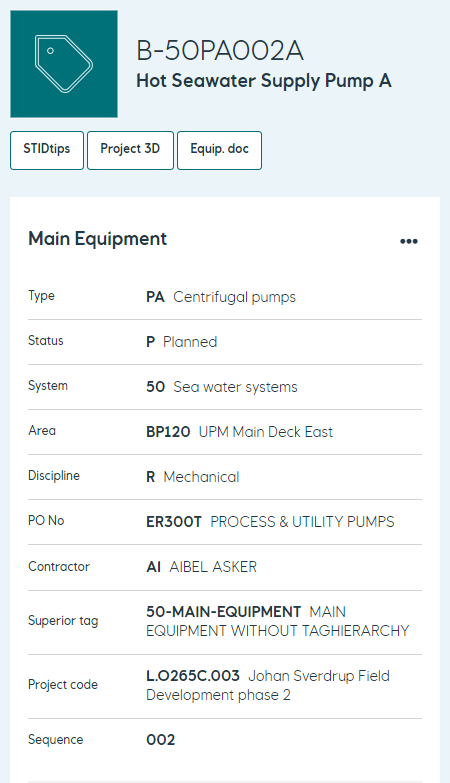 B-50PA002A
Hot Seawater Supply Pump A
STIDtips Project 3D Equip. doc
Main Equipment
Type PA Centrifugal pumps
Status P Planned
System 50 Sea water systems
Area BP120 UPM Main Deck East
Discipline R Mechanical
PO No ER300T PROCESS & UTILITY PUMPS
Contractor AI AIBEL ASKER
Superior tag 50-MAIN-EQUIPMENT MAIN
EQUIPMENT WITHOUT TAGHIERARCHY
Project code L.O265C.003 Johan Sverdrup Field
Development phase 2
Sequence 002